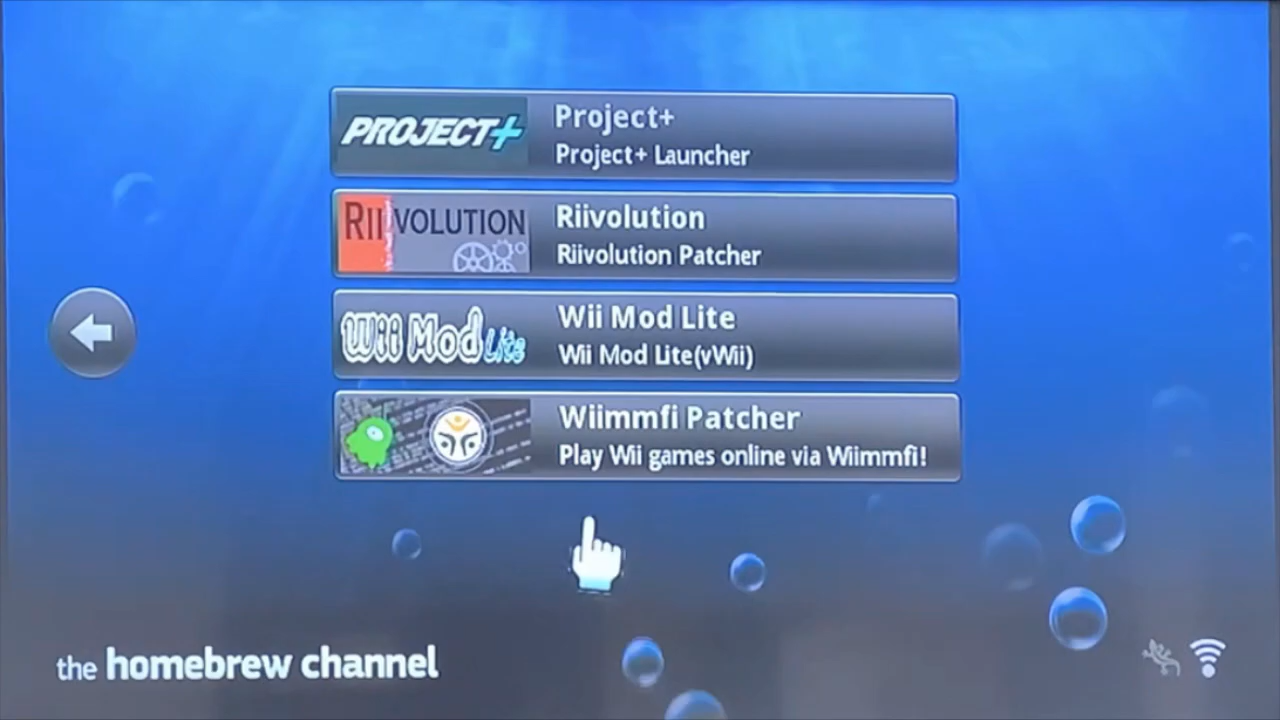 PROJECT+
Project+
Project+ Launcher
RIIVOLUTION
Riivolution
Riivolution Patcher
Wii Mod Lite
Wii Mod Lite
Wii Mod Lite(vWii)
Wiimmfi Patcher
Play Wii games online via Wiimmfi!
the homebrew channel